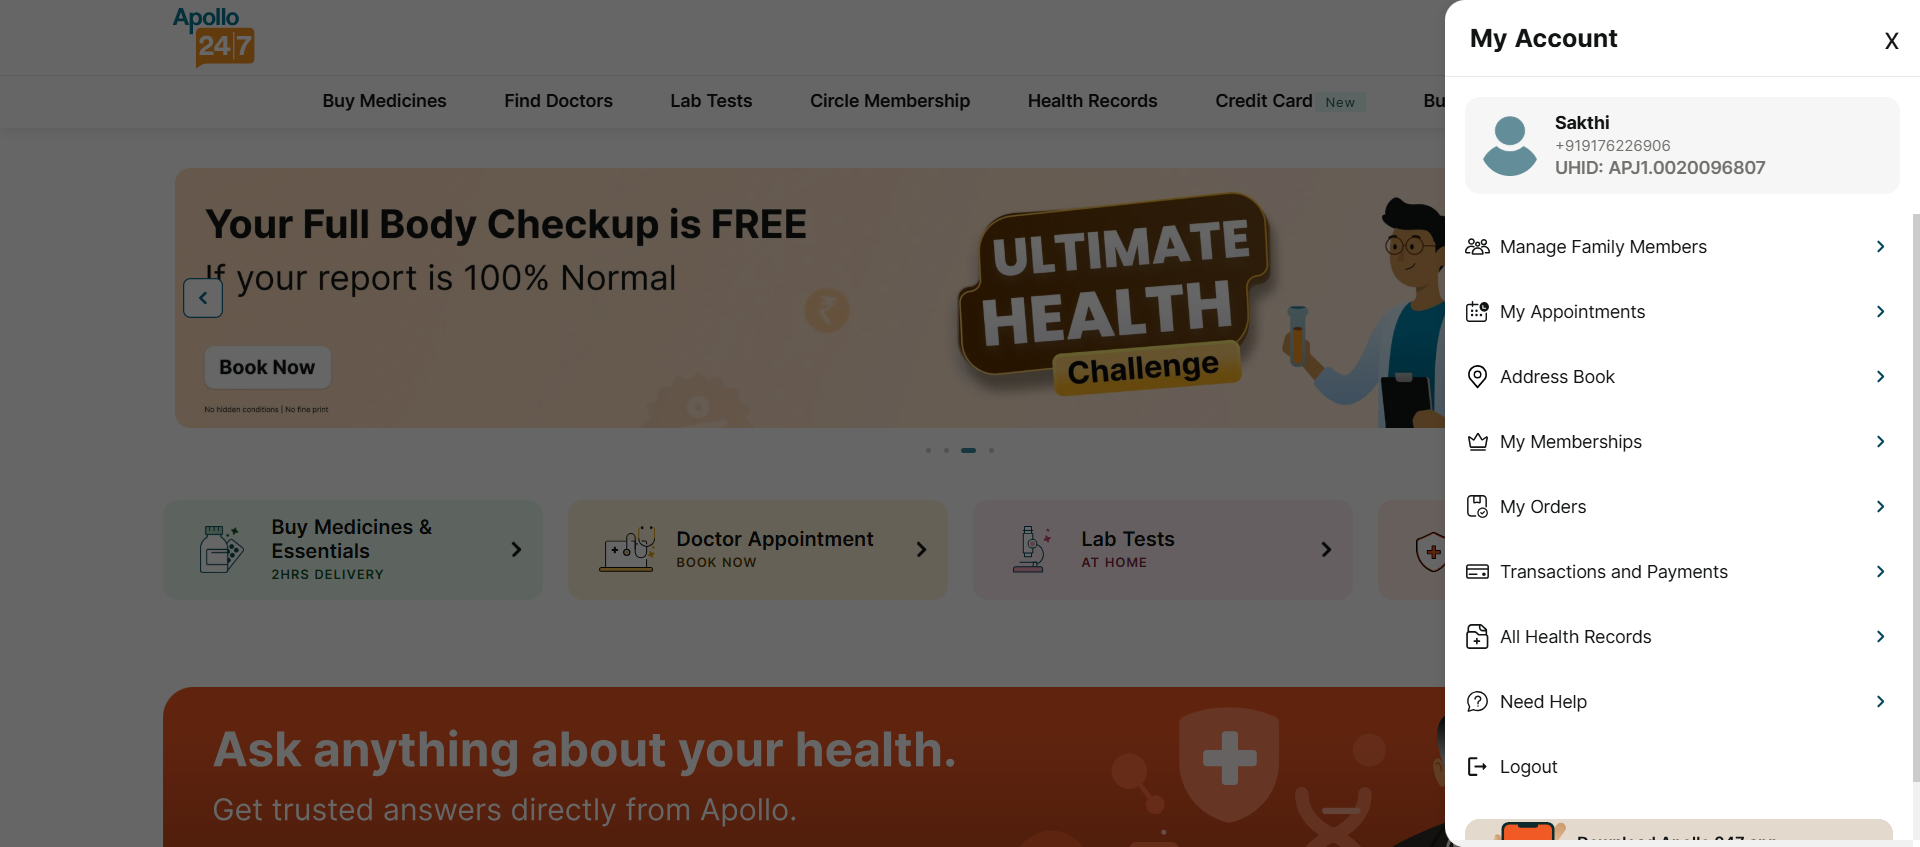 Apollo
24|7
Buy Medicines
Find Doctors
Lab Tests
Circle Membership
Health Records
Credit Card
New
Bu
Your Full Body Checkup is FREE
If your report is 100% Normal
Book Now
No hidden conditions | No fine print
ULTIMATE
HEALTH
Challenge
Buy Medicines &
Essentials
2HRS DELIVERY
Doctor Appointment
BOOK NOW
Lab Tests
AT HOME
Ask anything about your health.
Get trusted answers directly from Apollo.
My Account
X
Sakthi
+919176226906
UHID: APJ1.0020096807
Manage Family Members
My Appointments
Address Book
My Memberships
My Orders
Transactions and Payments
All Health Records
Need Help
Logout
Download Apollo 247 app